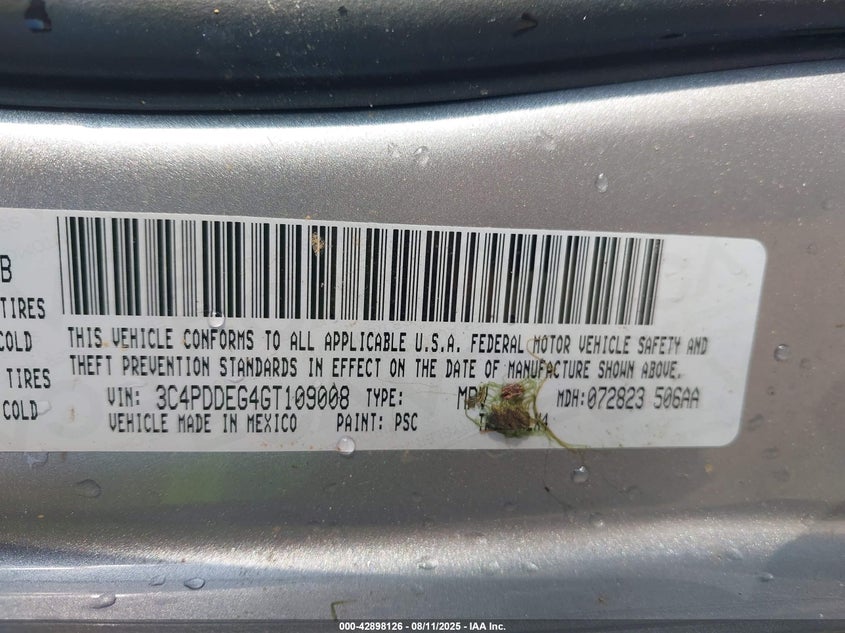 B
TIRES
COLD
TIRES
COLD
THIS VEHICLE CONFORMS TO ALL APPLICABLE U.S.A. FEDERAL MOTOR VEHICLE SAFETY AND
THEFT PREVENTION STANDARDS IN EFFECT ON THE DATE OF MANUFACTURE SHOWN ABOVE.
VIN: 3C4PDDEG4GT109008 TYPE: MPV MDH:072823 506AA
VEHICLE MADE IN MEXICO PAINT: PSC
000-42898126 - 08/11/2025 - IAA Inc.